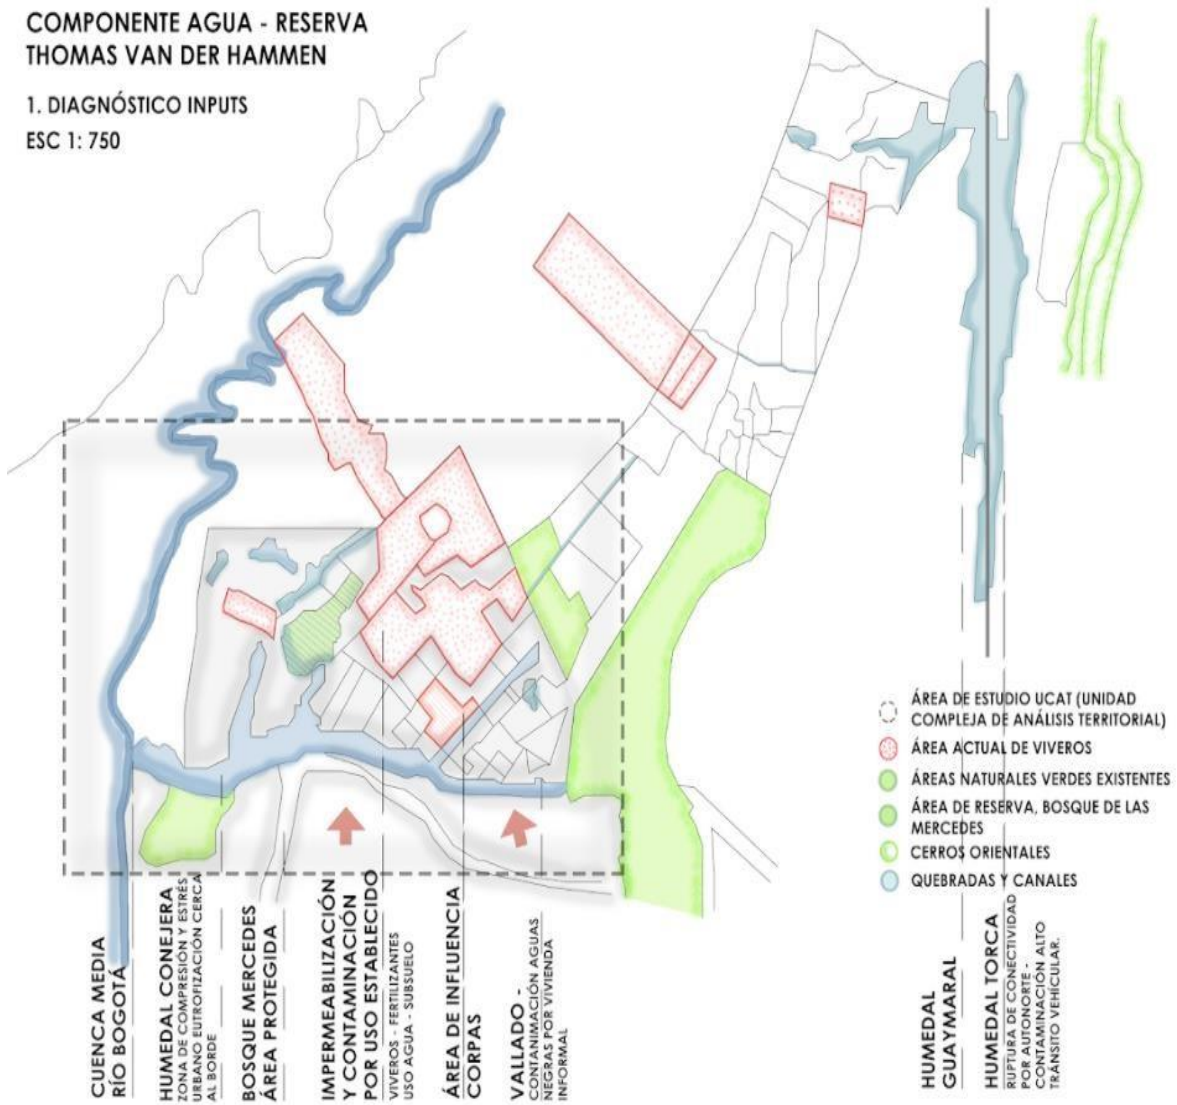 COMPONENTE AGUA - RESERVA
THOMAS VAN DER HAMMEN
1. DIAGNÓSTICO INPUTS
ESC 1: 750
ÁREA DE ESTUDIO UCAT (UNIDAD
COMPLEJA DE ANÁLISIS TERRITORIAL)
ÁREA ACTUAL DE VIVEROS
ÁREAS NATURALES VERDES EXISTENTES
ÁREA DE RESERVA, BOSQUE DE LAS
MERCEDES
CERROS ORIENTALES
QUEBRADAS Y CANALES
CUENCA MEDIA
RÍO BOGOTÁ
HUMEDAL CONEJERA
ZONA DE COMPRESIÓN Y ESTRÉS
URBANO EUTROFIZACIÓN CERCA
AL BORDE
BOSQUE MERCEDES
ÁREA PROTEGIDA
IMPERMEABILIZACIÓN
Y CONTAMINACIÓN
POR USO ESTABLECIDO
VIVEROS - FERTILIZANTES
USO AGUA - SUBSUELO
ÁREA DE INFLUENCIA
CORPAS
VALLADO -
CONTANIMACIÓN AGUAS
NEGRAS POR VIVIENDA
INFORMAL
HUMEDAL
GUAYMARAL
HUMEDAL TORCA
RUPTURA DE CONECTIVIDAD
POR AUTONORTE -
CONTAMINACIÓN ALTO
TRÁNSITO VEHÍCULAR.